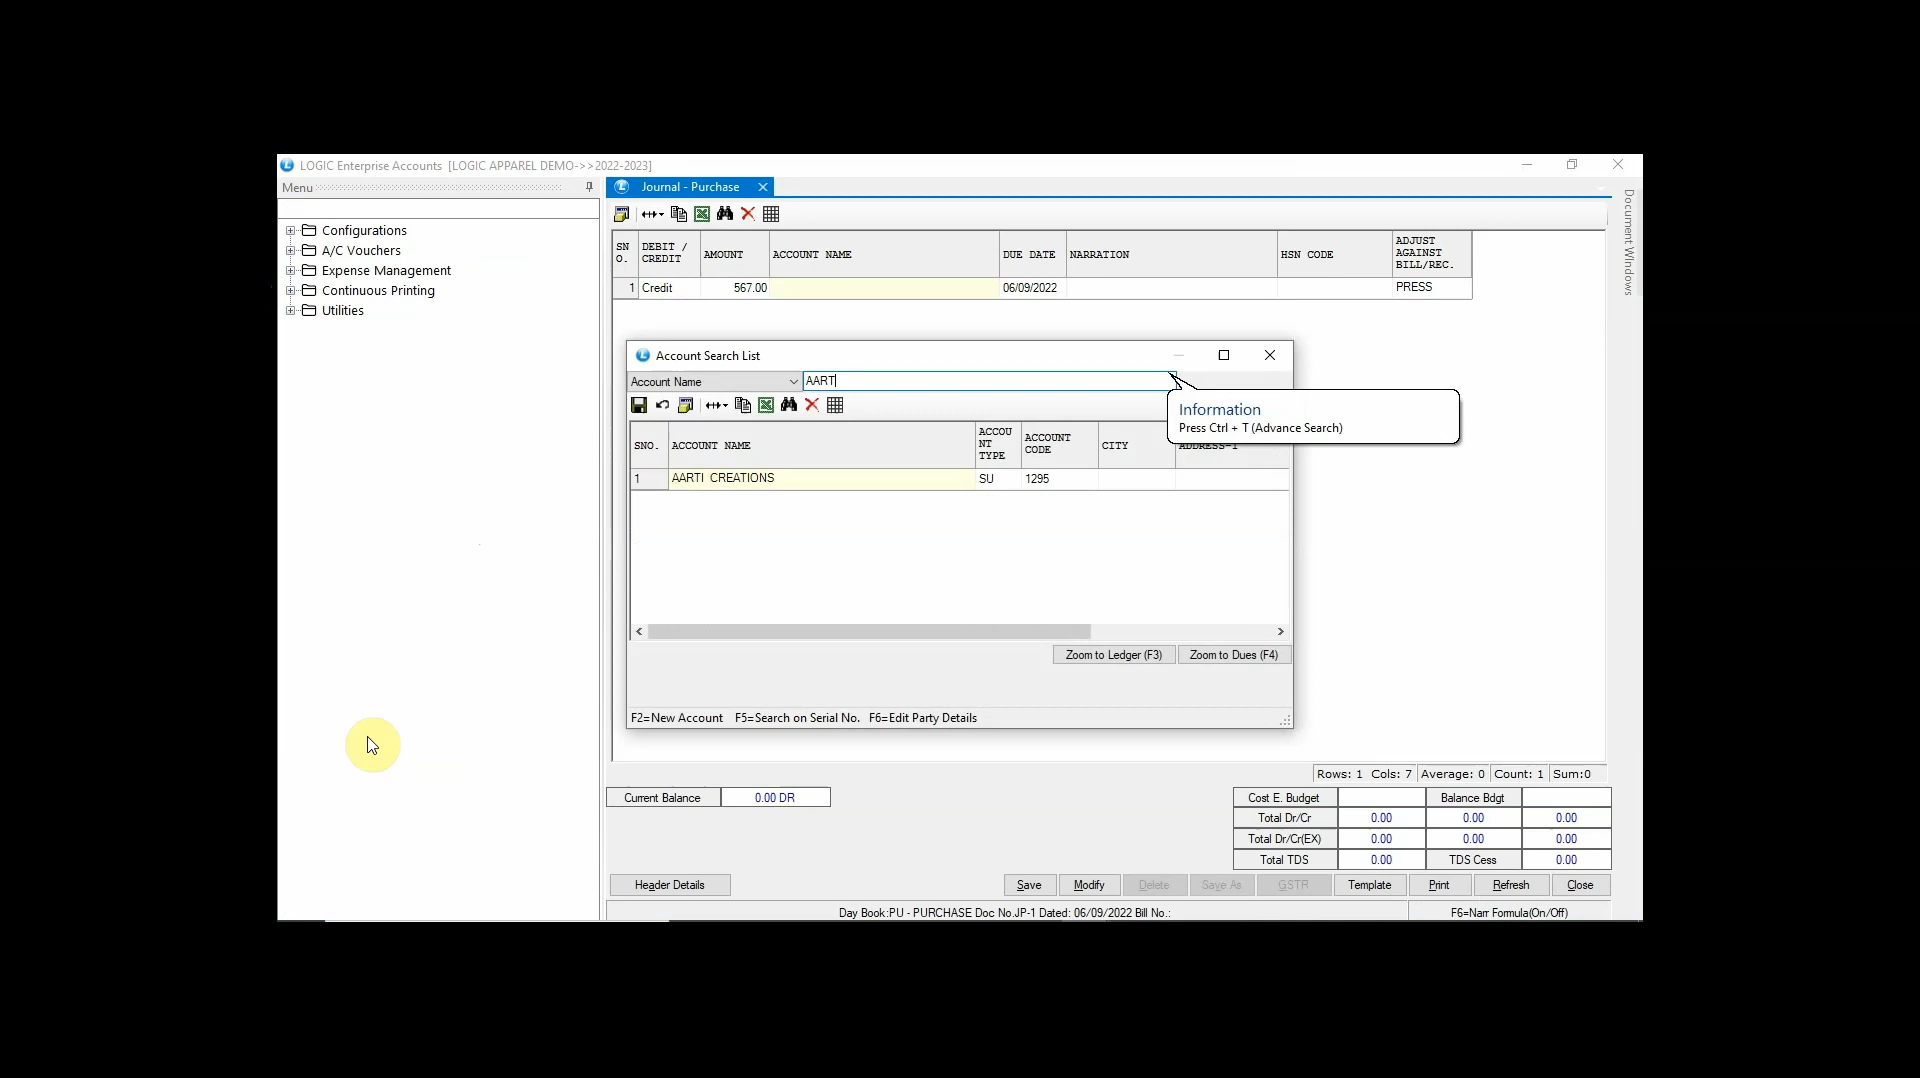 LOGIC Enterprise Accounts [LOGIC APPAREL DEMO->>2022-2023]
Menu
Journal - Purchase
Document Windows
Configurations
A/C Vouchers
Expense Management
Continuous Printing
Utilities
SN O. DEBIT / CREDIT AMOUNT ACCOUNT NAME DUE DATE NARRATION HSN CODE ADJUST AGAINST BILL/REC.
1 Credit 567.00 06/09/2022 PRESS
Account Search List
Account Name AART
Information
Press Ctrl + T (Advance Search)
SNO. ACCOUNT NAME ACCOU NT TYPE ACCOUNT CODE CITY ADDRESS-1
1 AARTI CREATIONS SU 1295
Zoom to Ledger (F3) Zoom to Dues (F4)
F2=New Account F5=Search on Serial No. F6=Edit Party Details
Rows: 1 Cols: 7 Average: 0 Count: 1 Sum:0
Current Balance 0.00 DR
Cost E. Budget Balance Bdgt
Total Dr/Cr 0.00 0.00 0.00
Total Dr/Cr(EX) 0.00 0.00 0.00
Total TDS 0.00 TDS Cess 0.00
Header Details Save Modify Delete Save As GSTR Template Print Refresh Close
Day Book:PU - PURCHASE Doc No.JP-1 Dated: 06/09/2022 Bill No.: F6=Narr Formula(On/Off)